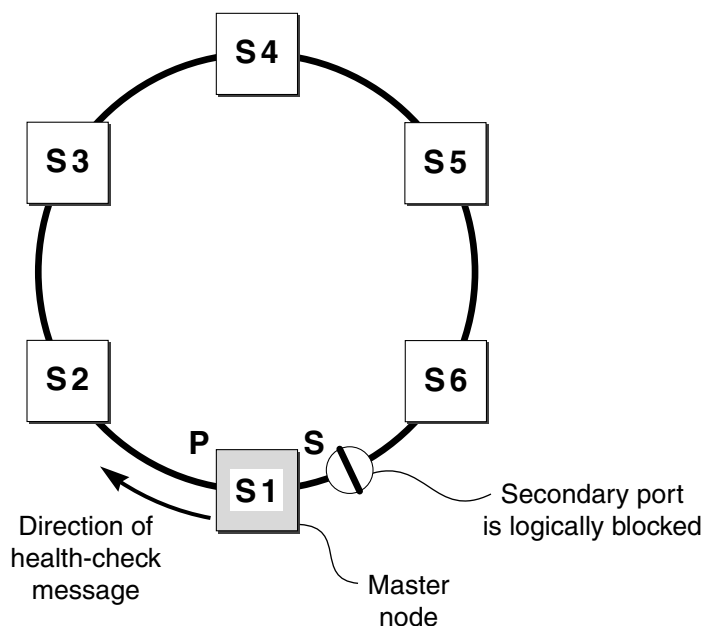 S4
S3
S5
S2
S6
P
S
S1
Secondary port
is logically blocked
Direction of
health-check
message
Master
node